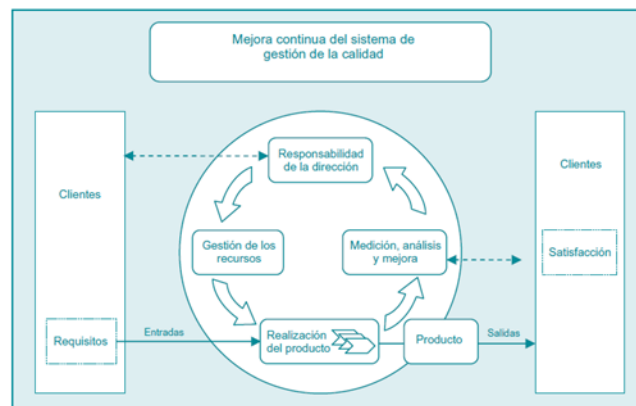 Mejora continua del sistema de
gestión de la calidad
Clientes
Requisitos
Entradas
Responsabilidad
de la dirección
Gestión de los
recursos
Medición, análisis
y mejora
Realización
del producto
Producto
Salidas
Clientes
Satisfacción